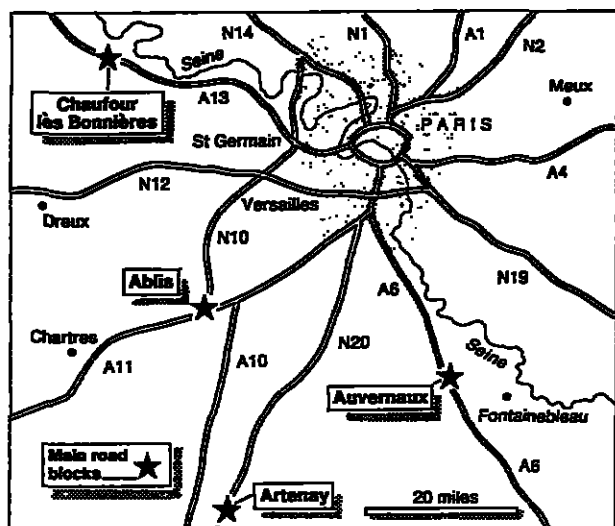 N14
N1
A1
N2
Seine
Meux
Chaufour
les Bonnières
A13
PARIS
St Germain
A4
N12
Versailles
Dreux
N10
N19
Ablis
A6
Chartres
A11
A10
N20
Seine
Auvernaux
Fontainebleau
Main road
blocks
A6
Artenay
20 miles